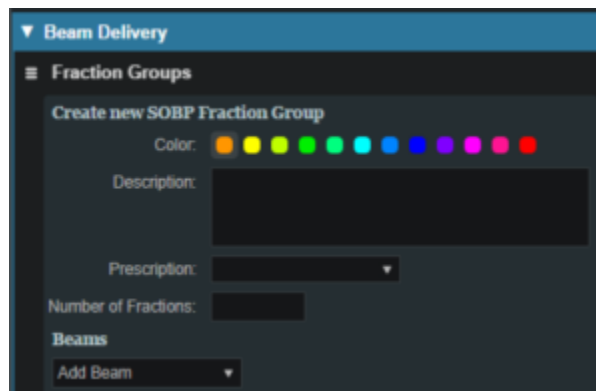 Beam Delivery
Fraction Groups
Create new SOBP Fraction Group
Color:
Description:
Prescription:
Number of Fractions:
Beams
Add Beam